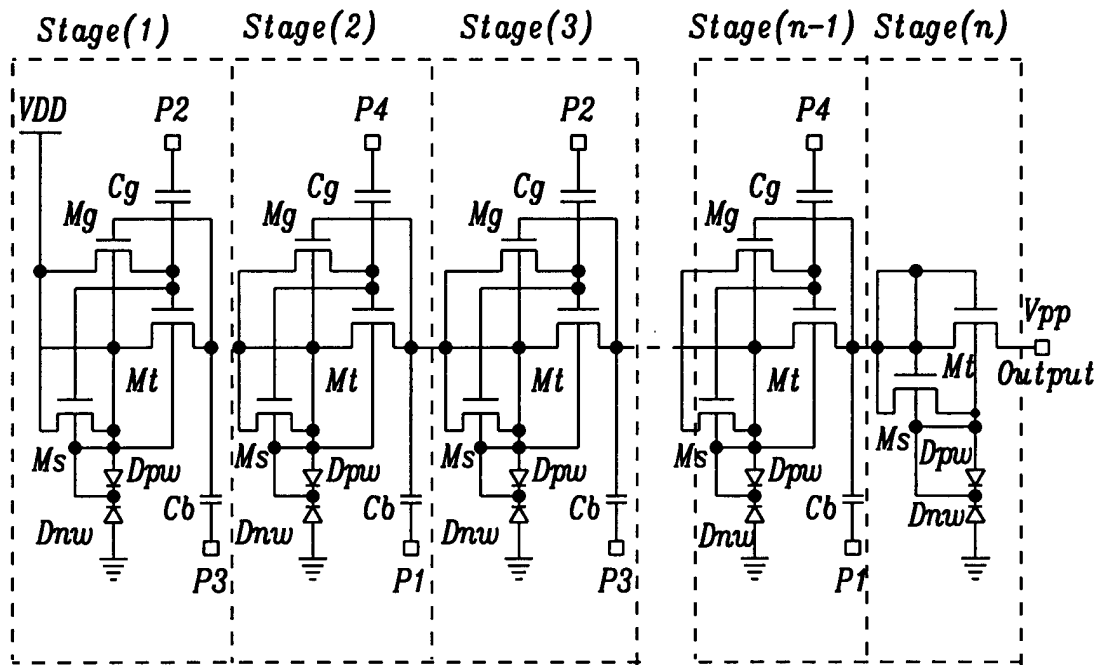 Stage(1) Stage(2) Stage(3) Stage(n-1) Stage(n)
VDD P2 P4 P2 P4
Cg Cg Cg Cg
Mg Mg Mg Mg
Vpp
Mt Mt Mt Mt Mt Output
Ms Dpw Ms Dpw Ms Dpw Ms Dpw Ms Dpw
Dnw Cb Dnw Cb Dnw Cb Dnw Cb Dnw
P3 P1 P3 P1